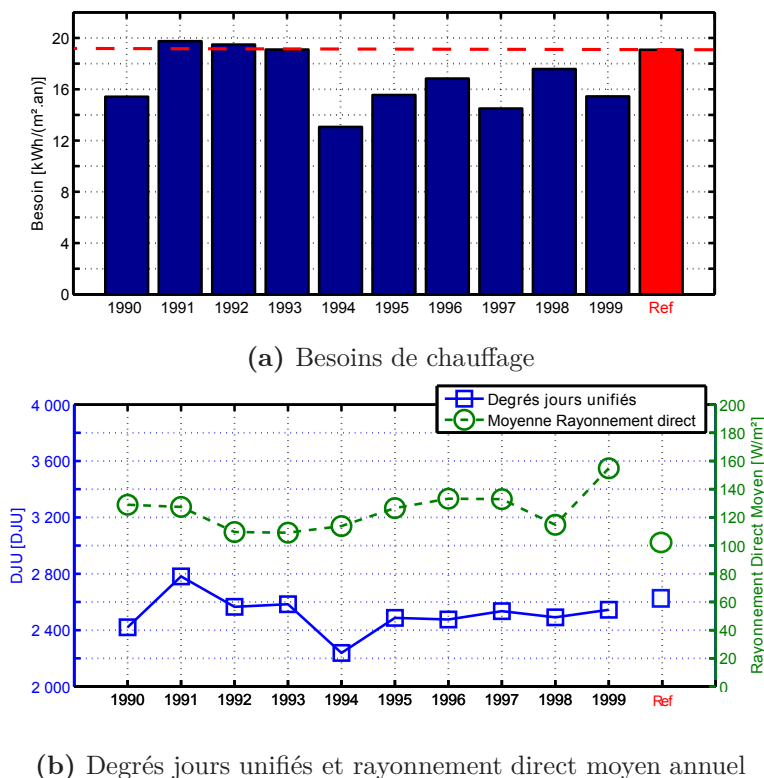 Besoin [kWh/(m².an)]
20
16
12
8
4
0
1990 1991 1992 1993 1994 1995 1996 1997 1998 1999 Ref
(a) Besoins de chauffage
Degrés jours unifiés
Moyenne Rayonnement direct
DJU [DJU]
4 000
3 600
3 200
2 800
2 400
2 000
Rayonnement Direct Moyen [W/m²]
200
180
160
140
120
100
80
60
40
20
0
1990 1991 1992 1993 1994 1995 1996 1997 1998 1999 Ref
(b) Degrés jours unifiés et rayonnement direct moyen annuel